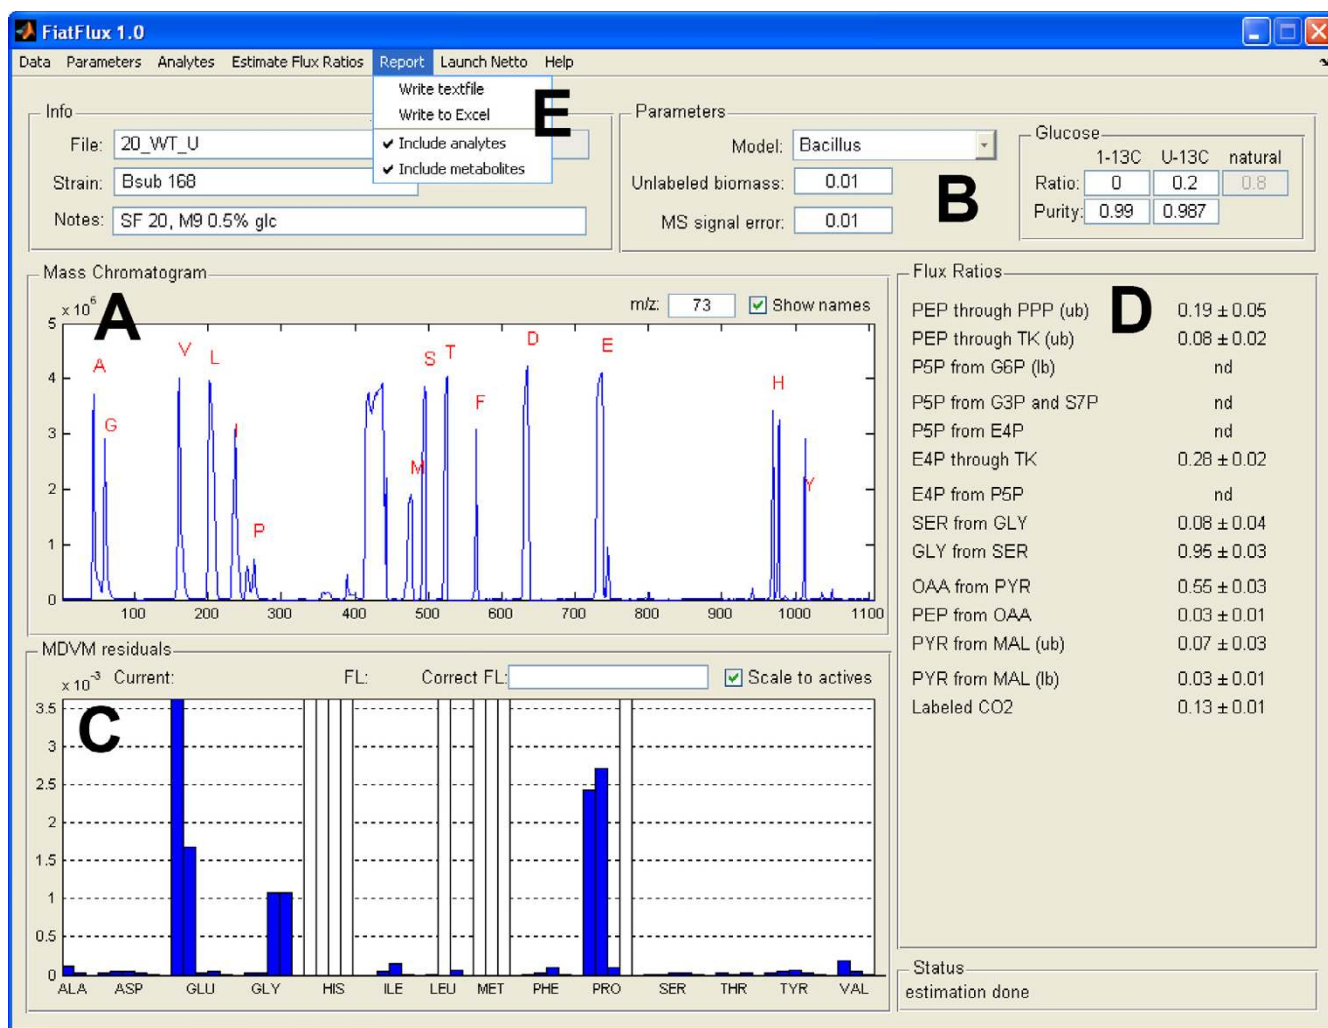 FiatFlux 1.0
Data Parameters Analytes Estimate Flux Ratios Report Launch Netto Help
Write textfile
Write to Excel
Include analytes
Include metabolites
E
Info
File: 20_WT_U
Strain: Bsub 168
Notes: SF 20, M9 0.5% glc
Parameters
Model: Bacillus
Unlabeled biomass: 0.01
MS signal error: 0.01
B
Glucose
1-13C U-13C natural
Ratio: 0 0.2 0.8
Purity: 0.99 0.987
Mass Chromatogram
A
m/z: 73 Show names
x 10^6
5
4
3
2
1
0
A G V L I P M S T F D E H Y
100 200 300 400 500 600 700 800 900 1000 1100
MDVM residuals
x 10^-3 Current: FL: Correct FL: Scale to actives
C
3.5
3
2.5
2
1.5
1
0.5
0
ALA ASP GLU GLY HIS ILE LEU MET PHE PRO SER THR TYR VAL
Flux Ratios
D
PEP through PPP (ub) 0.19 ± 0.05
PEP through TK (ub) 0.08 ± 0.02
P5P from G6P (lb) nd
P5P from G3P and S7P nd
P5P from E4P nd
E4P through TK 0.28 ± 0.02
E4P from P5P nd
SER from GLY 0.08 ± 0.04
GLY from SER 0.95 ± 0.03
OAA from PYR 0.55 ± 0.03
PEP from OAA 0.03 ± 0.01
PYR from MAL (ub) 0.07 ± 0.03
PYR from MAL (lb) 0.03 ± 0.01
Labeled CO2 0.13 ± 0.01
Status
estimation done